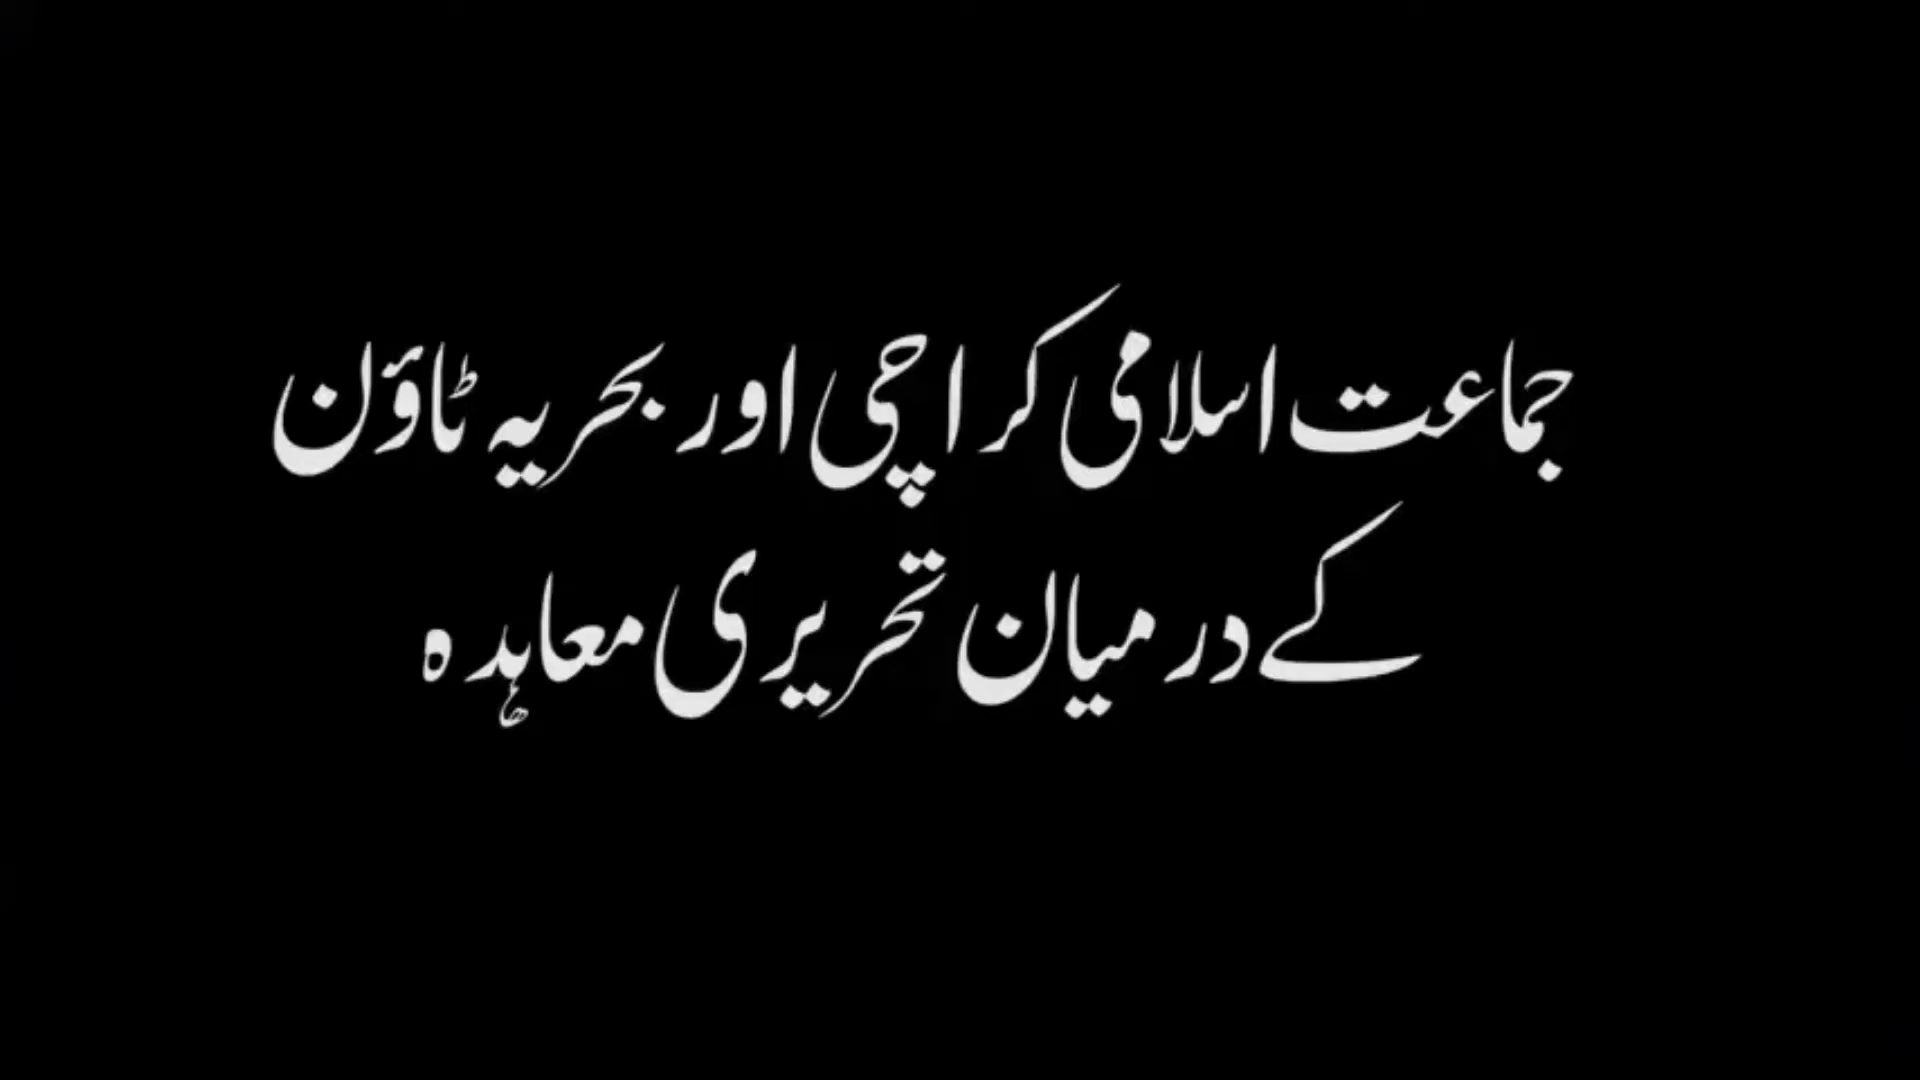 جماعت اسلامی کراچی اور بحریہ ٹاؤن
کے درمیان تحریری معاہدہ